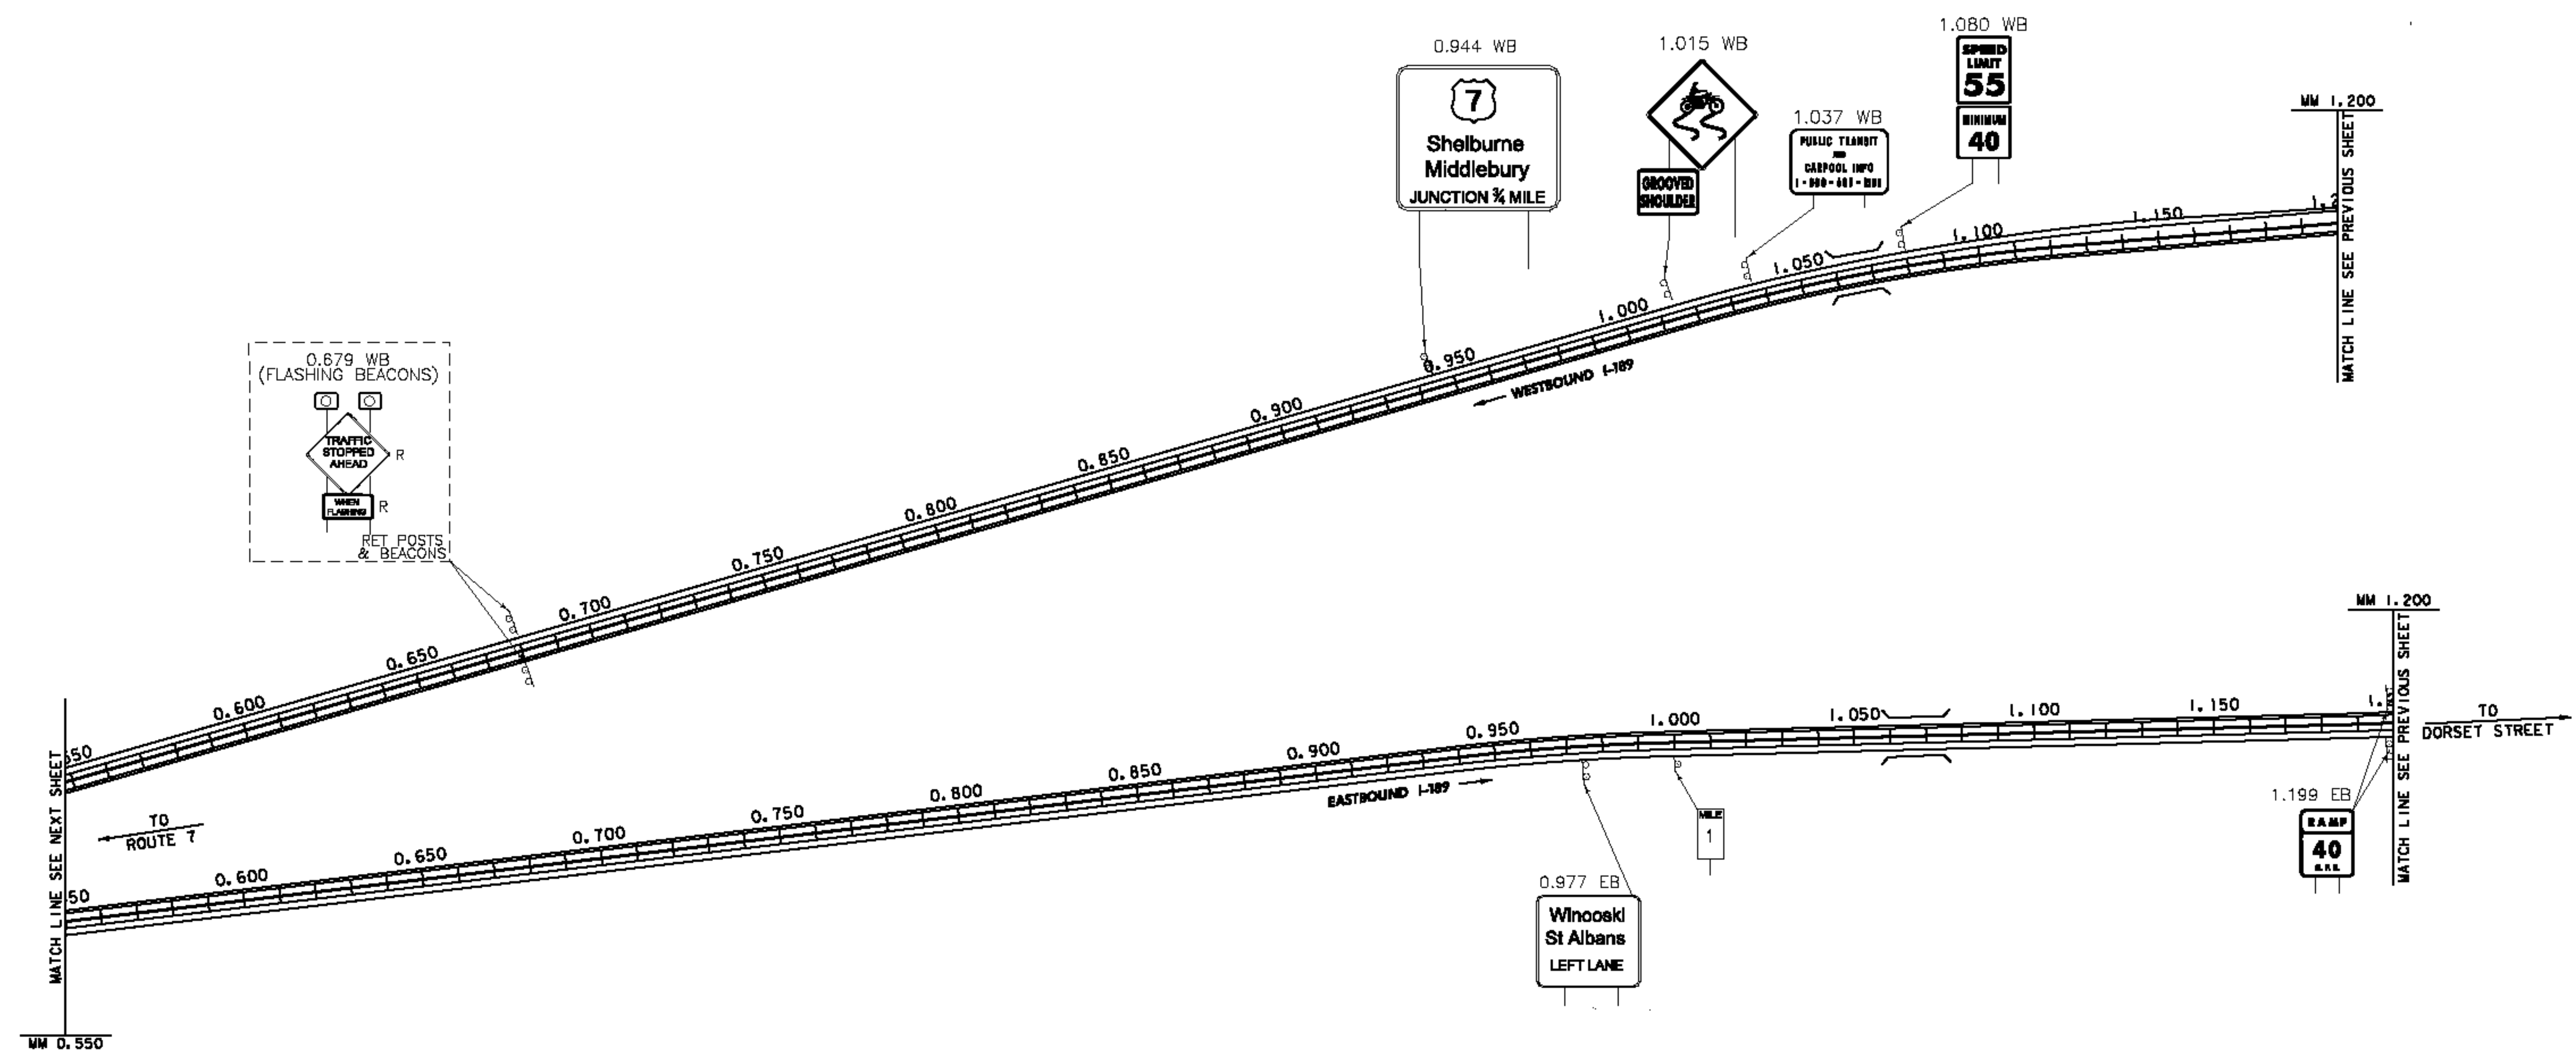 0.944 WB
7
Shelburne
Middlebury
JUNCTION ¾ MILE
1.015 WB
GROOVED
SHOULDER
1.037 WB
PUBLIC TRANSIT
AND
CARPOOL INFO
1.080 WB
SPEED
LIMIT
55
MINIMUM
40
MM 1.200
MATCH LINE SEE PREVIOUS SHEET
0.679 WB
(FLASHING BEACONS)
TRAFFIC
STOPPED
AHEAD
R
WHEN
FLASHING
R
RET POSTS
& BEACONS
0.600
0.650
0.700
0.750
0.800
0.850
0.900
0.950
1.000
1.050
1.100
1.150
WESTBOUND I-189
MM 1.200
MATCH LINE SEE PREVIOUS SHEET
TO
DORSET STREET
MATCH LINE SEE NEXT SHEET
MM 0.550
TO
ROUTE 7
0.600
0.650
0.700
0.750
0.800
0.850
0.900
0.950
1.000
1.050
1.100
1.150
EASTBOUND I-189
MILE
1
0.977 EB
Winooski
St Albans
LEFT LANE
1.199 EB
RAMP
40